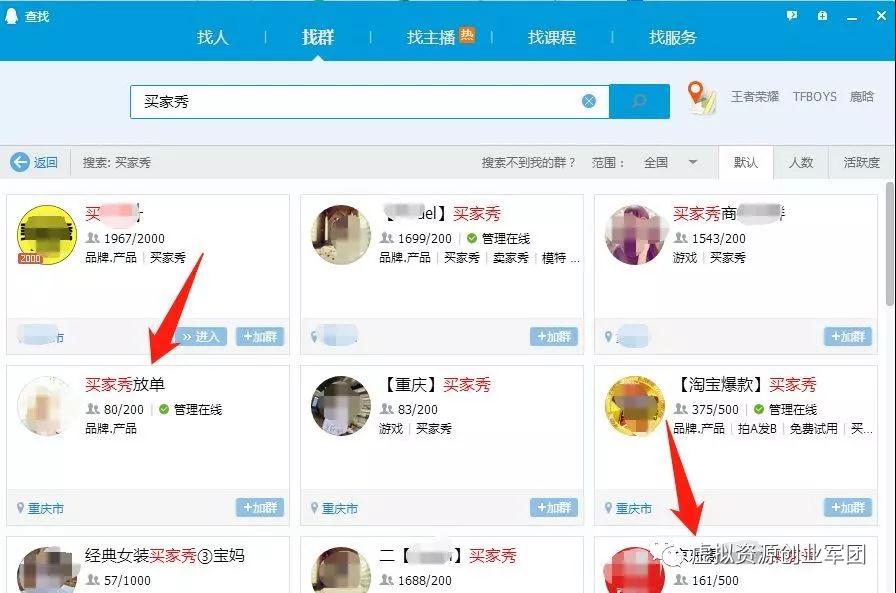 查找
找人 找群 找主播 热 找课程 找服务
买家秀
王者荣耀 TFBOYS 鹿晗
返回 搜索: 买家秀 搜索不到我的群？ 范围： 全国 默认 人数 活跃度
买
1967/2000
品牌.产品 买家秀
2000
市 进入 +加群
【 del】买家秀
1699/200 管理在线
品牌.产品 买家秀 卖家秀 模特 ...
+加群
买家秀商
1543/200
游戏 买家秀
+加群
买家秀放单
80/200 管理在线
品牌.产品
重庆市 +加群
【重庆】买家秀
83/200
游戏 买家秀
重庆市 +加群
【淘宝爆款】买家秀
375/500 管理在线
品牌.产品 拍A发B 免费试用 买...
重庆市 +加群
经典女装买家秀③宝妈
57/1000
二【 】买家秀
1688/200
161/500
虚拟资源创业军团